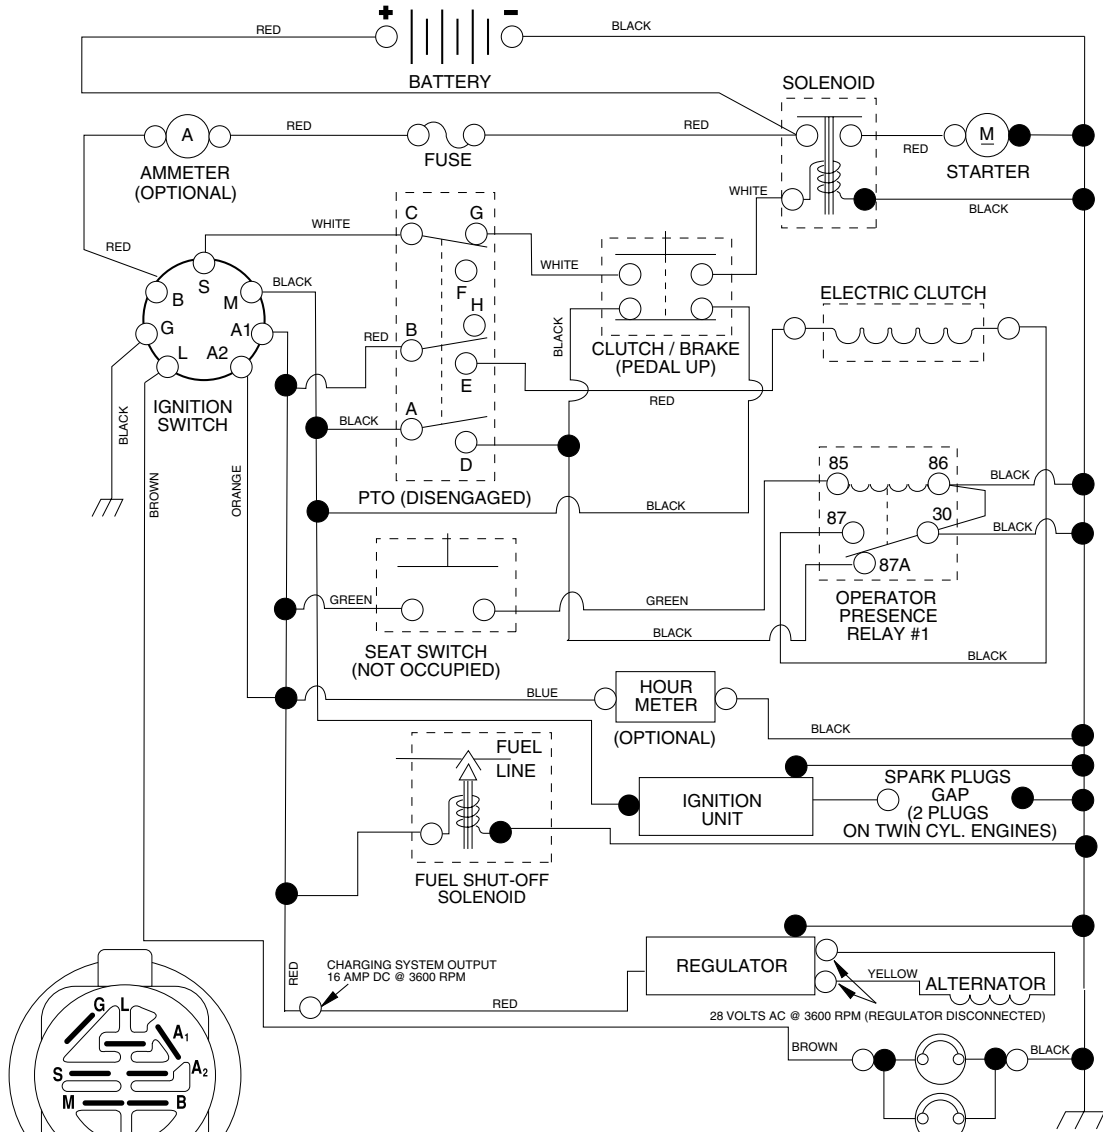 + -
RED
BLACK
BATTERY
SOLENOID
A
RED
RED
RED
M
AMMETER
(OPTIONAL)
FUSE
STARTER
WHITE
BLACK
RED
WHITE
C
G
WHITE
F
H
BLACK
S
B
M
G
A1
L
A2
RED
B
E
BLACK
CLUTCH / BRAKE
(PEDAL UP)
ELECTRIC CLUTCH
RED
IGNITION
SWITCH
BLACK
BLACK
A
D
PTO (DISENGAGED)
BROWN
ORANGE
85
86
BLACK
87
30
BLACK
87A
BLACK
OPERATOR
PRESENCE
RELAY #1
GREEN
GREEN
BLACK
BLACK
SEAT SWITCH
(NOT OCCUPIED)
BLUE
HOUR
METER
(OPTIONAL)
BLACK
FUEL
LINE
IGNITION
UNIT
SPARK PLUGS
GAP
(2 PLUGS
ON TWIN CYL. ENGINES)
FUEL SHUT-OFF
SOLENOID
RED
CHARGING SYSTEM OUTPUT
16 AMP DC @ 3600 RPM
RED
REGULATOR
YELLOW
ALTERNATOR
28 VOLTS AC @ 3600 RPM (REGULATOR DISCONNECTED)
BROWN
BLACK
G
L
A1
A2
S
M
B